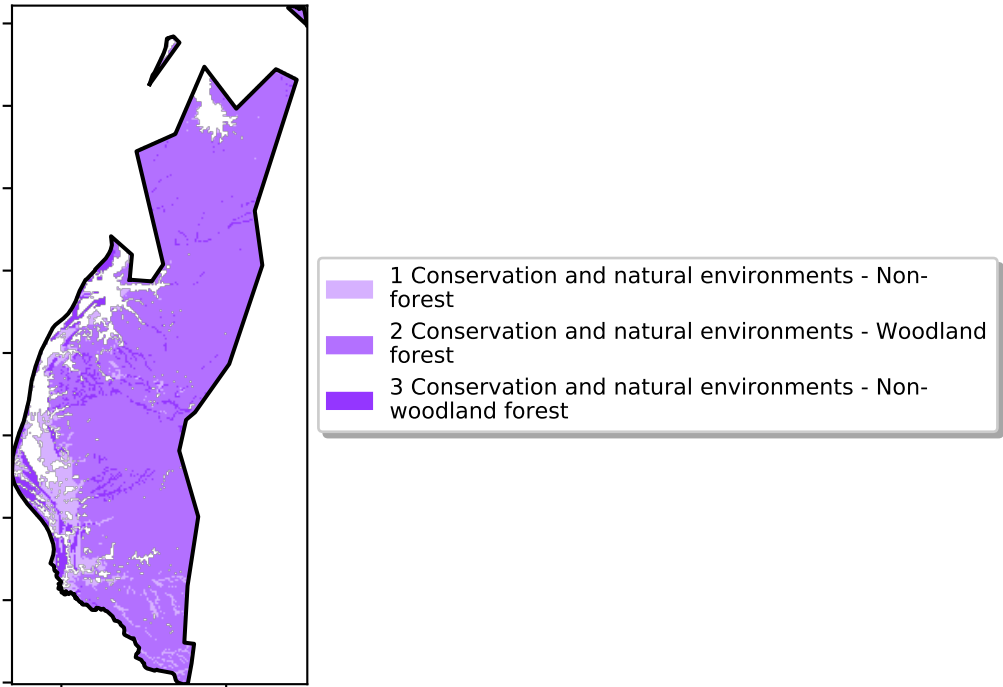 1 Conservation and natural environments - Non-
forest
2 Conservation and natural environments - Woodland
forest
3 Conservation and natural environments - Non-
woodland forest